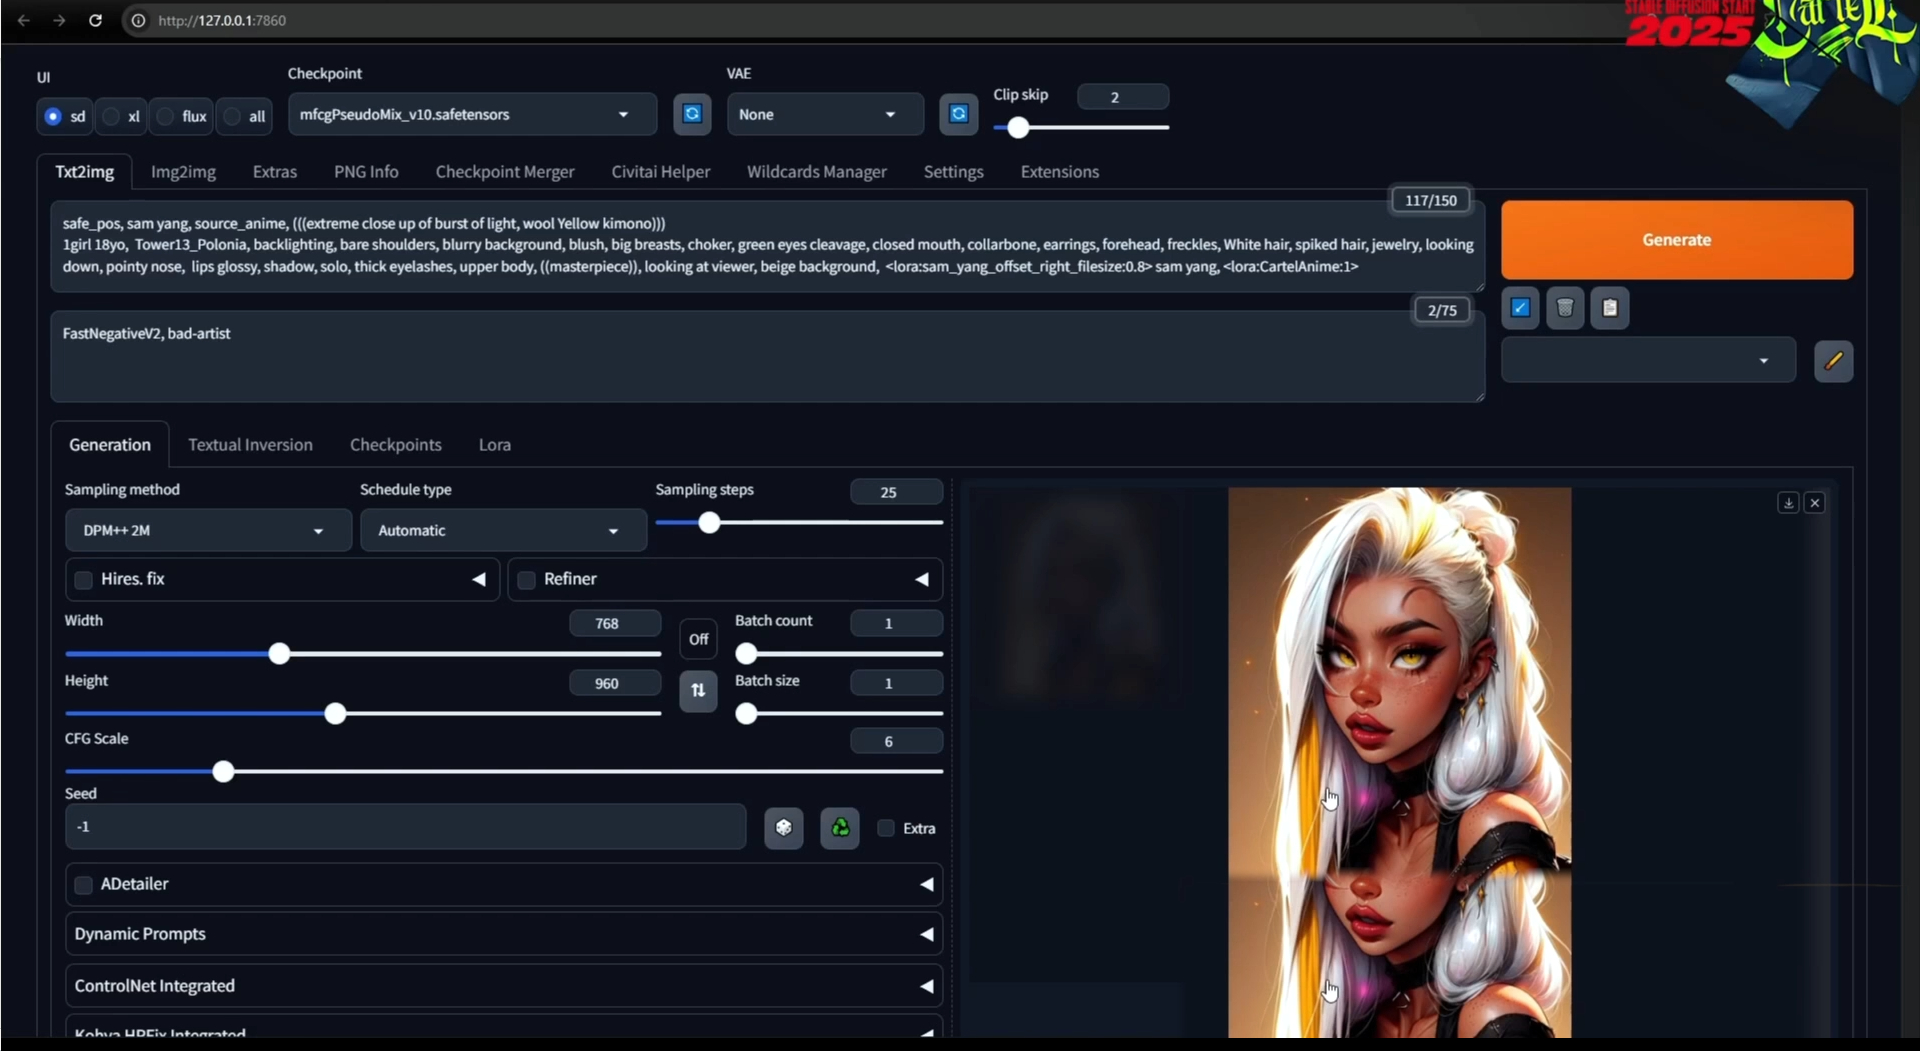 http://127.0.0.1:7860
STABLE DIFFUSION START
2025
Cartel
UI
Checkpoint
VAE
Clip skip
2
sd
xl
flux
all
mfcgPseudoMix_v10.safetensors
None
Txt2img
Img2img
Extras
PNG Info
Checkpoint Merger
Civitai Helper
Wildcards Manager
Settings
Extensions
117/150
safe_pos, sam yang, source_anime, (((extreme close up of burst of light, wool Yellow kimono)))
1girl 18yo, Tower13_Polonia, backlighting, bare shoulders, blurry background, blush, big breasts, choker, green eyes cleavage, closed mouth, collarbone, earrings, forehead, freckles, White hair, spiked hair, jewelry, looking
down, pointy nose, lips glossy, shadow, solo, thick eyelashes, upper body, ((masterpiece)), looking at viewer, beige background, <lora:sam_yang_offset_right_filesize:0.8> sam yang, <lora:CartelAnime:1>
Generate
2/75
FastNegativeV2, bad-artist
Generation
Textual Inversion
Checkpoints
Lora
Sampling method
Schedule type
Sampling steps
25
DPM++ 2M
Automatic
Hires. fix
Refiner
Width
768
Off
Batch count
1
Height
960
Batch size
1
CFG Scale
6
Seed
-1
Extra
ADetailer
Dynamic Prompts
ControlNet Integrated
Kohya HRFix Integrated